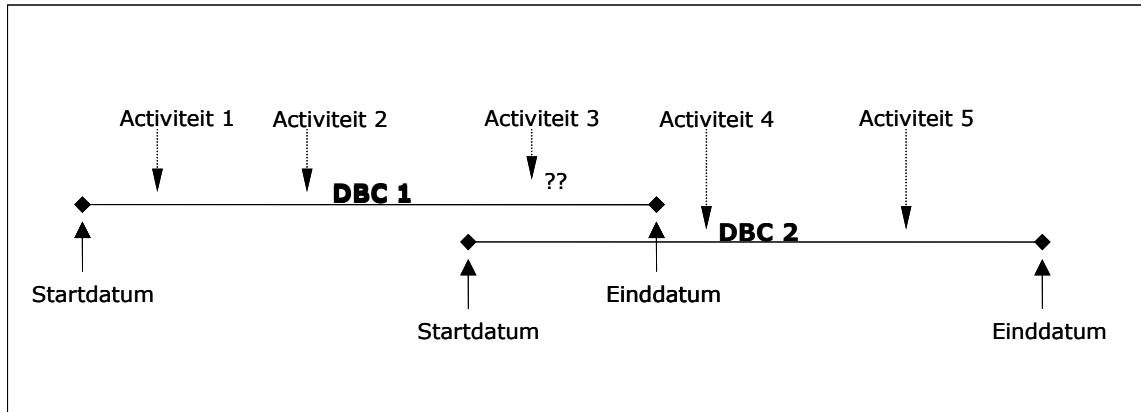 Activiteit 1 Activiteit 2 Activiteit 3 Activiteit 4 Activiteit 5
??
DBC 1
DBC 2
Startdatum Einddatum
Startdatum Einddatum